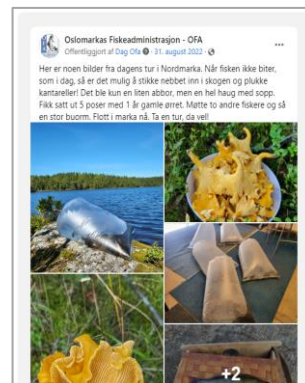 Oslomarkas Fiskeadministrasjon - OFA
Offentliggjort af Dag Ofa · 31. august 2022 ·
Her er noen bilder fra dagens tur i Nordmarka. Når fisken ikke biter,
som i dag, så er det mulig å stikke nebbet inn i skogen og plukke
kantareller! Det ble kun en liten abbor, men en hel haug med sopp.
Fikk satt ut 5 poser med 1 år gamle ørret. Møtte to andre fiskere og så
en stor buorm. Flott i marka nå. Ta en tur, da vel!
+2